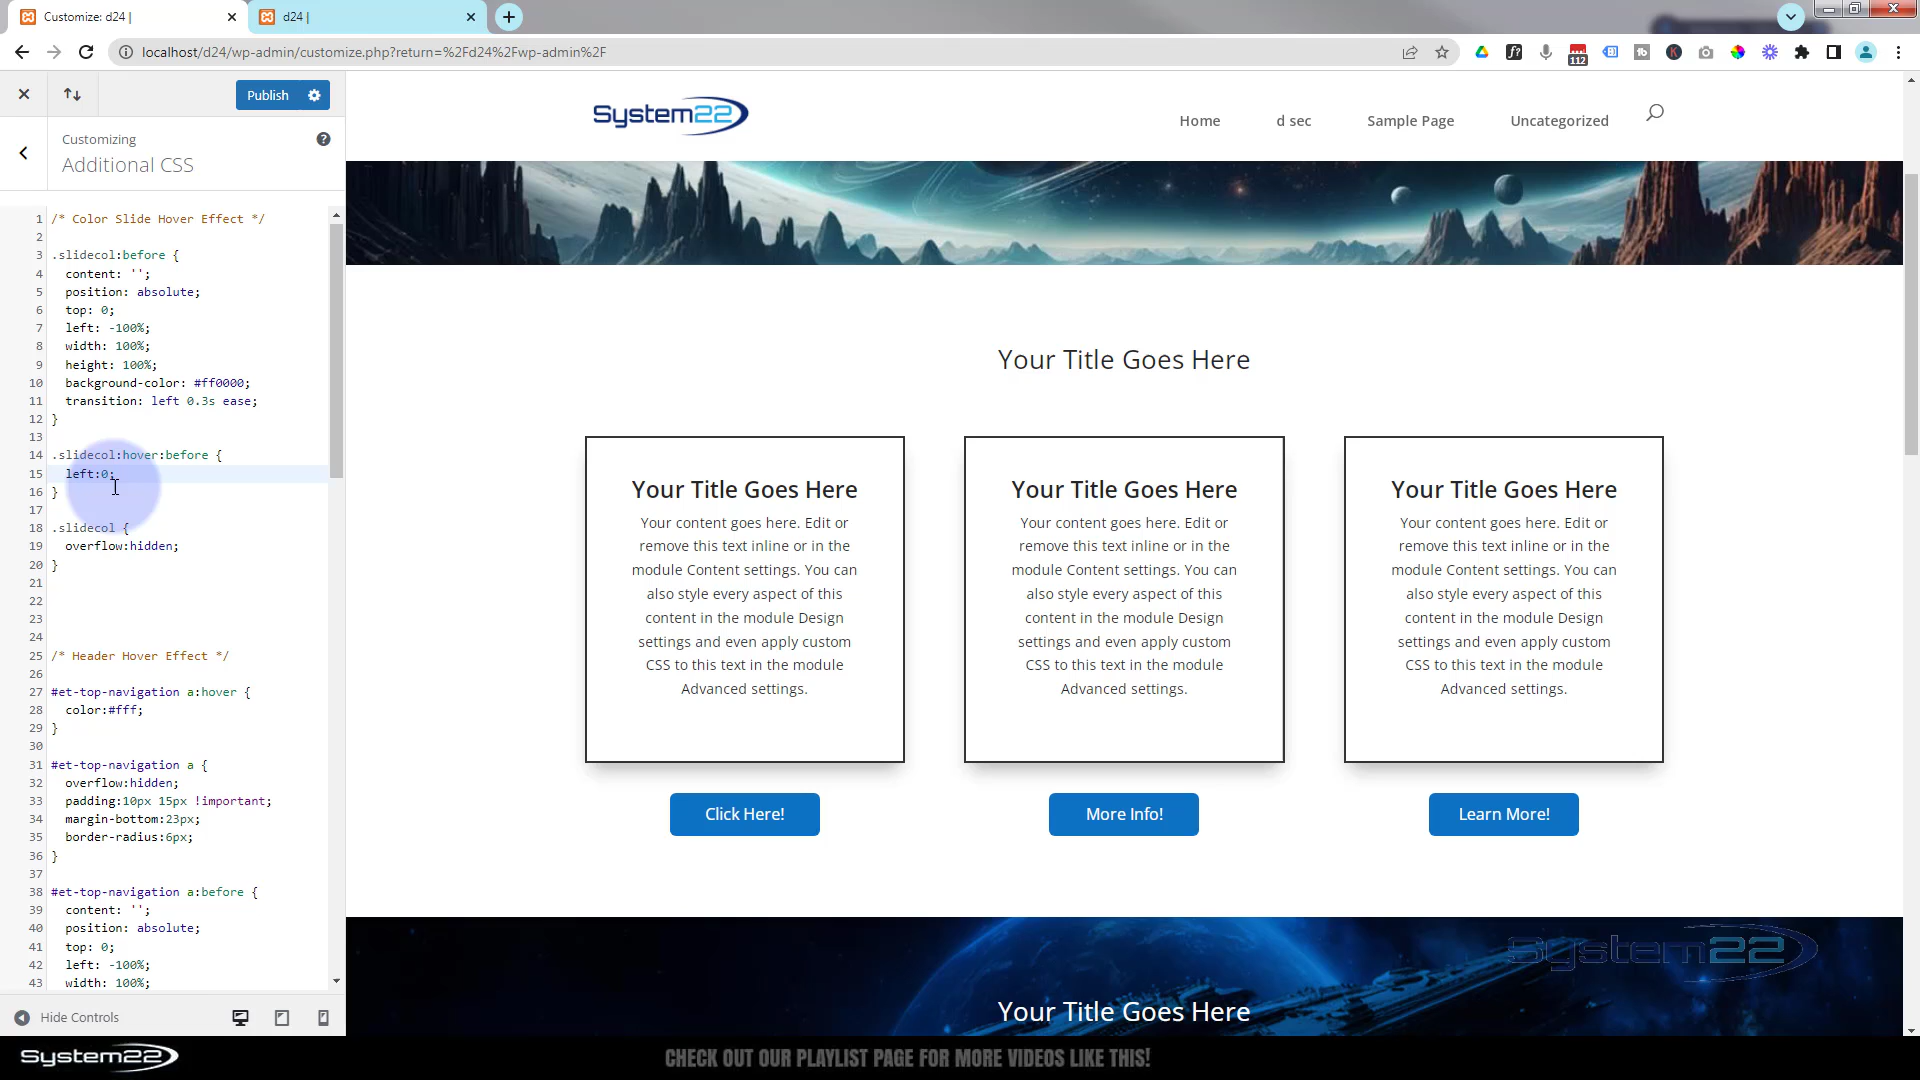 Customize: d24 |
d24 |
localhost/d24/wp-admin/customize.php?return=%2Fd24%2Fwp-admin%2F
112
Publish
Customizing
Additional CSS
1 /* Color Slide Hover Effect */
2
3 .slidecol:before {
4 content: '';
5 position: absolute;
6 top: 0;
7 left: -100%;
8 width: 100%;
9 height: 100%;
10 background-color: #ff0000;
11 transition: left 0.3s ease;
12 }
13
14 .slidecol:hover:before {
15 left:0;
16 }
17
18 .slidecol {
19 overflow:hidden;
20 }
21
22
23
24
25 /* Header Hover Effect */
26
27 #et-top-navigation a:hover {
28 color:#fff;
29 }
30
31 #et-top-navigation a {
32 overflow:hidden;
33 padding:10px 15px !important;
34 margin-bottom:23px;
35 border-radius:6px;
36 }
37
38 #et-top-navigation a:before {
39 content: '';
40 position: absolute;
41 top: 0;
42 left: -100%;
43 width: 100%;
Hide Controls
System22
Home d sec Sample Page Uncategorized
Your Title Goes Here
Your Title Goes Here
Your content goes here. Edit or
remove this text inline or in the
module Content settings. You can
also style every aspect of this
content in the module Design
settings and even apply custom
CSS to this text in the module
Advanced settings.
Click Here!
Your Title Goes Here
Your content goes here. Edit or
remove this text inline or in the
module Content settings. You can
also style every aspect of this
content in the module Design
settings and even apply custom
CSS to this text in the module
Advanced settings.
More Info!
Your Title Goes Here
Your content goes here. Edit or
remove this text inline or in the
module Content settings. You can
also style every aspect of this
content in the module Design
settings and even apply custom
CSS to this text in the module
Advanced settings.
Learn More!
System22
Your Title Goes Here
System22
CHECK OUT OUR PLAYLIST PAGE FOR MORE VIDEOS LIKE THIS!